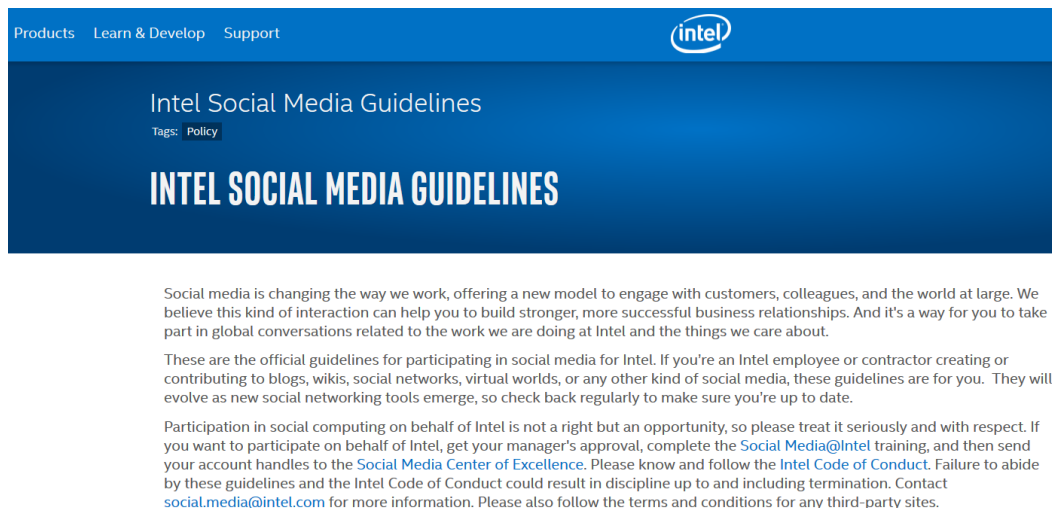 Products Learn & Develop Support
intel
Intel Social Media Guidelines
Tags: Policy
INTEL SOCIAL MEDIA GUIDELINES
Social media is changing the way we work, offering a new model to engage with customers, colleagues, and the world at large. We
believe this kind of interaction can help you to build stronger, more successful business relationships. And it's a way for you to take
part in global conversations related to the work we are doing at Intel and the things we care about.
These are the official guidelines for participating in social media for Intel. If you're an Intel employee or contractor creating or
contributing to blogs, wikis, social networks, virtual worlds, or any other kind of social media, these guidelines are for you. They will
evolve as new social networking tools emerge, so check back regularly to make sure you're up to date.
Participation in social computing on behalf of Intel is not a right but an opportunity, so please treat it seriously and with respect. If
you want to participate on behalf of Intel, get your manager's approval, complete the Social Media@Intel training, and then send
your account handles to the Social Media Center of Excellence. Please know and follow the Intel Code of Conduct. Failure to abide
by these guidelines and the Intel Code of Conduct could result in discipline up to and including termination. Contact
social.media@intel.com for more information. Please also follow the terms and conditions for any third-party sites.